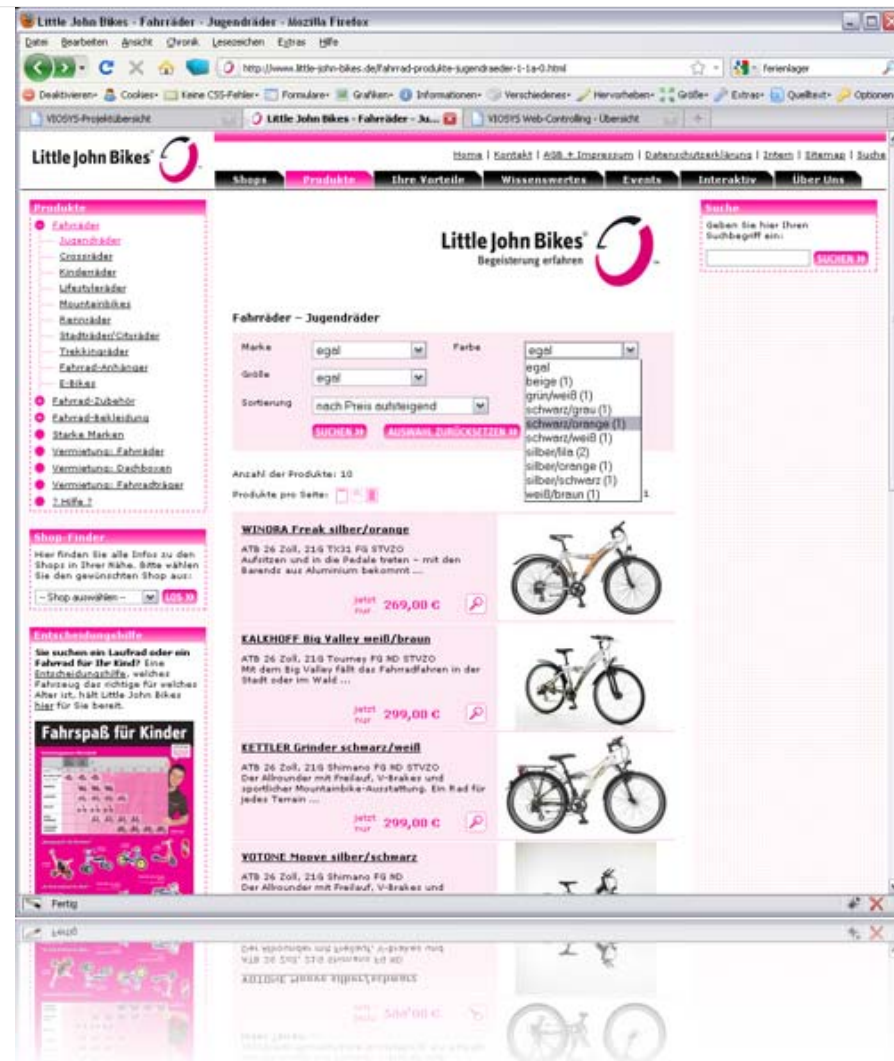 Little John Bikes - Fahrräder - Jugendräder - Mozilla Firefox
Datei Bearbeiten Ansicht Chronik Lesezeichen Extras Hilfe
http://www.little-john-bikes.de/fahrrad-produkte-jugendraeder-1-1a-0.html
ferienlager
Deaktivieren Cookies Keine CSS-Fehler Formulare Grafiken Informationen Verschiedenes Hervorheben Größe Extras Quelltext Optionen
VIOSYS-Projektübersicht
Little John Bikes - Fahrräder - Ju...
VIOSYS Web-Controlling - Übersicht
Little John Bikes
Home | Kontakt | AGB + Impressum | Datenschutzerklärung | Intern | Sitemap | Suche
Shops Produkte Ihre Vorteile Wissenswertes Events Interaktiv Über Uns
Produkte
Fahrräder
Jugendräder
Crossräder
Kinderräder
Lifestyleräder
Mountainbikes
Rennräder
Stadträder/Cityräder
Trekkingräder
Fahrrad-Anhänger
E-Bikes
Fahrrad-Zubehör
Fahrrad-Bekleidung
Starke Marken
Vermietung: Fahrräder
Vermietung: Dachboxen
Vermietung: Fahrradträger
? Hilfe ?
Shop-Finder
Hier finden Sie alle Infos zu den
Shops in Ihrer Nähe. Bitte wählen
Sie den gewünschten Shop aus:
-- Shop auswählen -- LOS »
Entscheidungshilfe
Sie suchen ein Laufrad oder ein
Fahrrad für Ihr Kind? Eine
Entscheidungshilfe, welches
Fahrzeug das richtige für welches
Alter ist, hält Little John Bikes
hier für Sie bereit.
Fahrspaß für Kinder
Little John Bikes
Begeisterung erfahren
Fahrräder – Jugendräder
Marke egal Farbe egal
Größe egal
Sortierung nach Preis aufsteigend
SUCHEN » AUSWAHL ZURÜCKSETZEN »
egal
beige (1)
grün/weiß (1)
schwarz/grau (1)
schwarz/orange (1)
schwarz/weiß (1)
silber/lila (2)
silber/orange (1)
silber/schwarz (1)
weiß/braun (1)
Anzahl der Produkte: 10
Produkte pro Seite: 1
WINORA Freak silber/orange
ATB 26 Zoll, 21G TX31 FG STVZO
Aufsitzen und in die Pedale treten – mit den
Barends aus Aluminium bekommt ...
jetzt nur 269,00 €
KALKHOFF Big Valley weiß/braun
ATB 26 Zoll, 21G Tourney FG ND STVZO
Mit dem Big Valley fällt das Fahrradfahren in der
Stadt oder im Wald ...
jetzt nur 299,00 €
KETTLER Grinder schwarz/weiß
ATB 26 Zoll, 21G Shimano FG ND STVZO
Der Allrounder mit Freilauf, V-Brakes und
sportlicher Mountainbike-Ausstattung. Ein Rad für
jedes Terrain ...
jetzt nur 299,00 €
VOTONE Moove silber/schwarz
ATB 26 Zoll, 21G Shimano FG ND
Der Allrounder mit Freilauf, V-Brakes und
Suche
Geben Sie hier Ihren
Suchbegriff ein:
SUCHEN »
Fertig